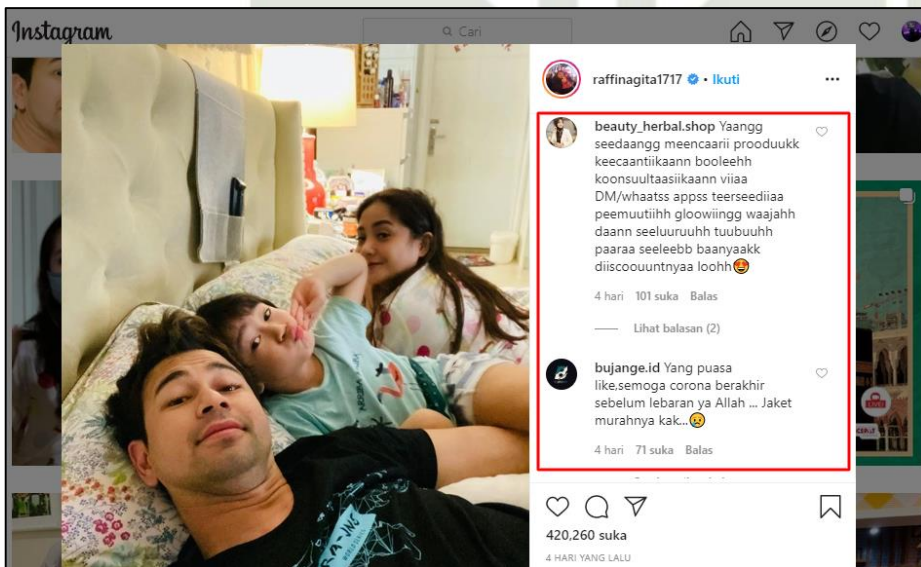 Instagram
Cari
raffinagita1717 • Ikuti
beauty_herbal.shop Yaangg
seedaangg meencaarii prooduukk
keecaantiikaann booleehh
koonsuultaasiikaann viiaa
DM/whaatss appss teerseediiaa
peemuutiihh gloowiingg waajahh
daann seeluuruuhh tuubuuhh
paaraa seeleebb baanyaakk
diiscoouuntnyaa loohh😍
4 hari 101 suka Balas
Lihat balasan (2)
bujange.id Yang puasa
like,semoga corona berakhir
sebelum lebaran ya Allah ... Jaket
murahnya kak...😥
4 hari 71 suka Balas
420,260 suka
4 HARI YANG LALU